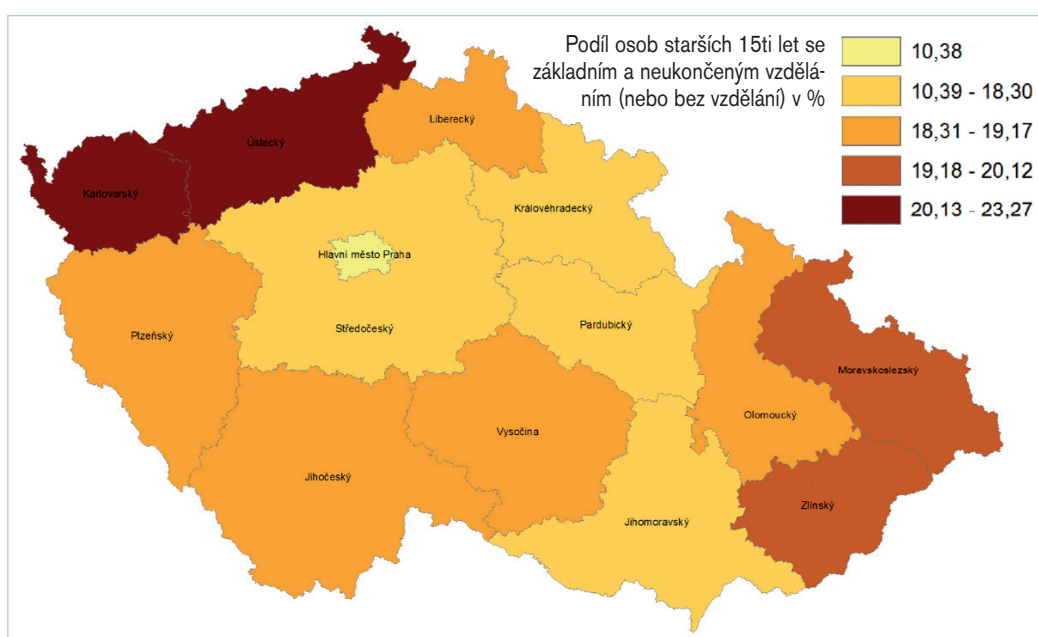 Podíl osob starších 15ti let se
základním a neukončeným vzdělá-
ním (nebo bez vzdělání) v %
10,38
10,39 - 18,30
18,31 - 19,17
19,18 - 20,12
20,13 - 23,27
Liberecký
Ústecký
Karlovarský
Královéhradecký
Hlavní město Praha
Středočeský
Pardubický
Plzeňský
Moravskoslezský
Olomoucký
Vysočina
Jihočeský
Zlínský
Jihomoravský